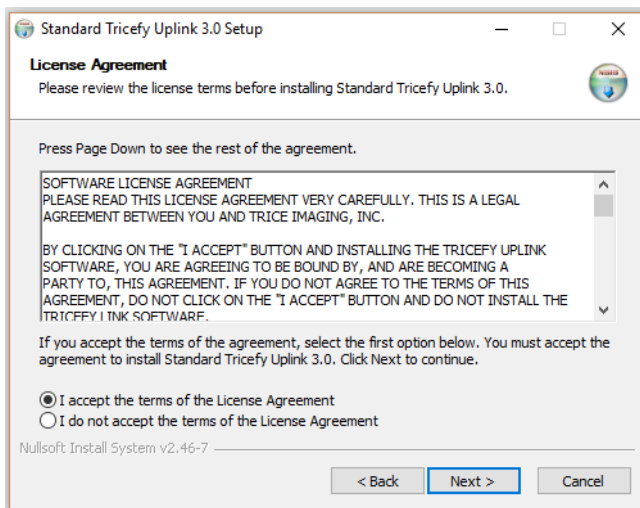 Standard Tricefy Uplink 3.0 Setup
License Agreement
Please review the license terms before installing Standard Tricefy Uplink 3.0.
Press Page Down to see the rest of the agreement.
SOFTWARE LICENSE AGREEMENT
PLEASE READ THIS LICENSE AGREEMENT VERY CAREFULLY. THIS IS A LEGAL
AGREEMENT BETWEEN YOU AND TRICE IMAGING, INC.
BY CLICKING ON THE "I ACCEPT" BUTTON AND INSTALLING THE TRICEFY UPLINK
SOFTWARE, YOU ARE AGREEING TO BE BOUND BY, AND ARE BECOMING A
PARTY TO, THIS AGREEMENT. IF YOU DO NOT AGREE TO THE TERMS OF THIS
AGREEMENT, DO NOT CLICK ON THE "I ACCEPT" BUTTON AND DO NOT INSTALL THE
TRICEFY LINK SOFTWARE.
If you accept the terms of the agreement, select the first option below. You must accept the
agreement to install Standard Tricefy Uplink 3.0. Click Next to continue.
I accept the terms of the License Agreement
I do not accept the terms of the License Agreement
Nullsoft Install System v2.46-7
< Back
Next >
Cancel